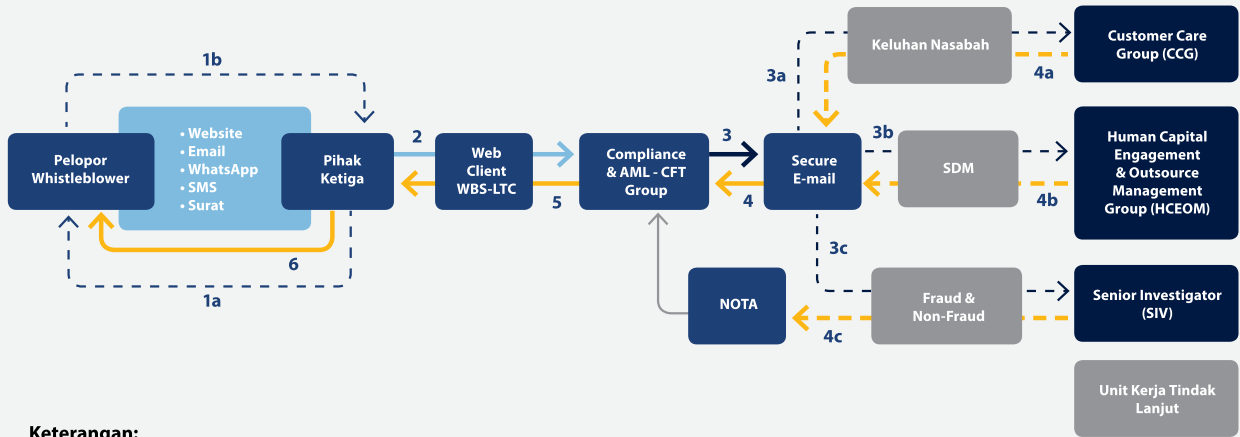 1b
Pelopor
Whistleblower
• Website
• Email
• WhatsApp
• SMS
• Surat
Pihak
Ketiga
6
1a
2
Web
Client
WBS-LTC
5
Compliance
& AML - CFT
Group
3
4
Secure
E-mail
3a
Keluhan Nasabah
4a
Customer Care
Group (CCG)
3b
SDM
4b
Human Capital
Engagement
& Outsource
Management
Group (HCEOM)
3c
NOTA
4c
Fraud &
Non-Fraud
Senior Investigator
(SIV)
Unit Kerja Tindak
Lanjut
Keterangan: